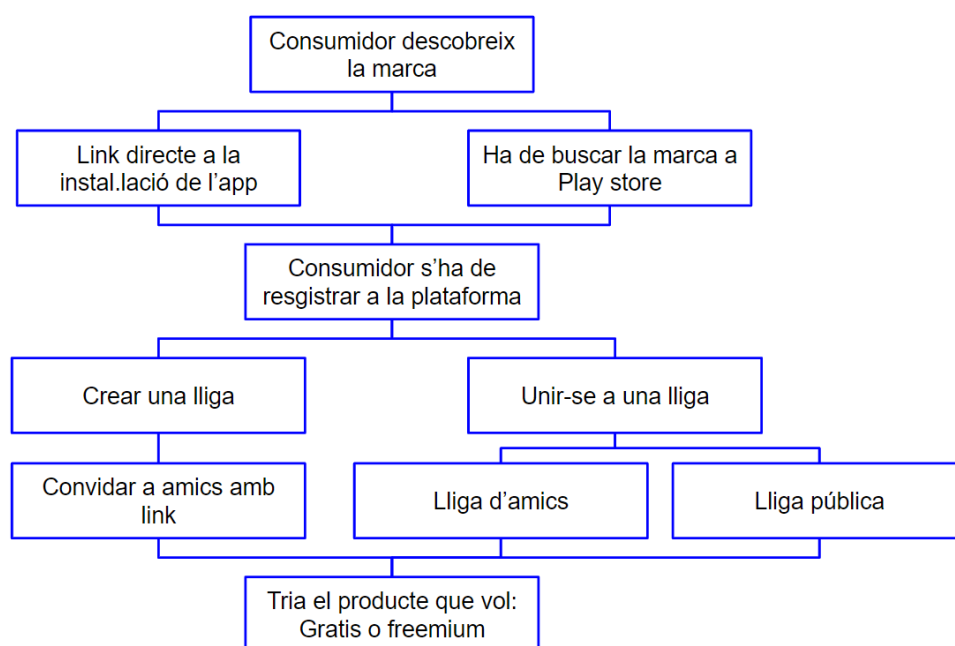 Consumidor descobreix
la marca
Link directe a la
instal.lació de l'app
Ha de buscar la marca a
Play store
Consumidor s'ha de
resgistrar a la plataforma
Crear una lliga
Unir-se a una lliga
Convidar a amics amb
link
Lliga d'amics
Lliga pública
Tria el producte que vol:
Gratis o freemium